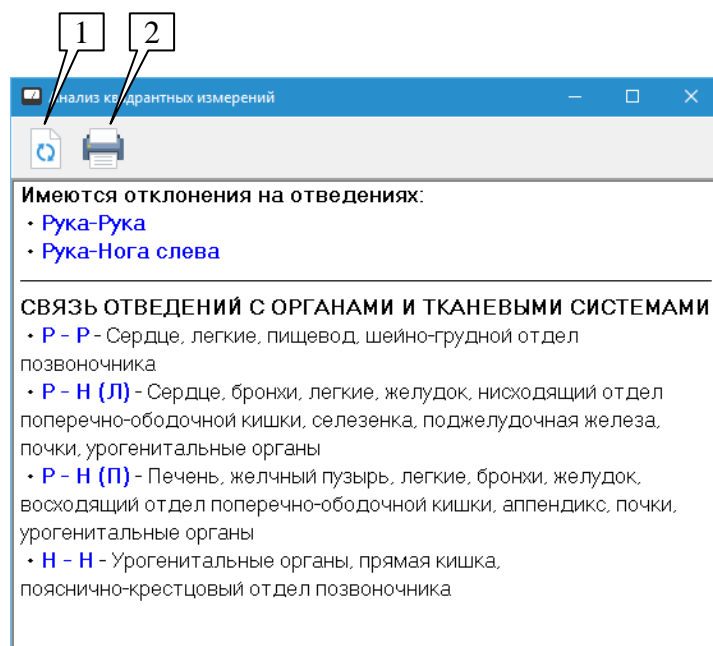 1 2
Анализ квадрантных измерений
Имеются отклонения на отведениях:
• Рука-Рука
• Рука-Нога слева
СВЯЗЬ ОТВЕДЕНИЙ С ОРГАНАМИ И ТКАНЕВЫМИ СИСТЕМАМИ
• Р - Р - Сердце, легкие, пищевод, шейно-грудной отдел
позвоночника
• Р - Н (Л) - Сердце, бронхи, легкие, желудок, нисходящий отдел
поперечно-ободочной кишки, селезенка, поджелудочная железа,
почки, урогенитальные органы
• Р - Н (П) - Печень, желчный пузырь, легкие, бронхи, желудок,
восходящий отдел поперечно-ободочной кишки, аппендикс, почки,
урогенитальные органы
• Н - Н - Урогенитальные органы, прямая кишка,
пояснично-крестцовый отдел позвоночника